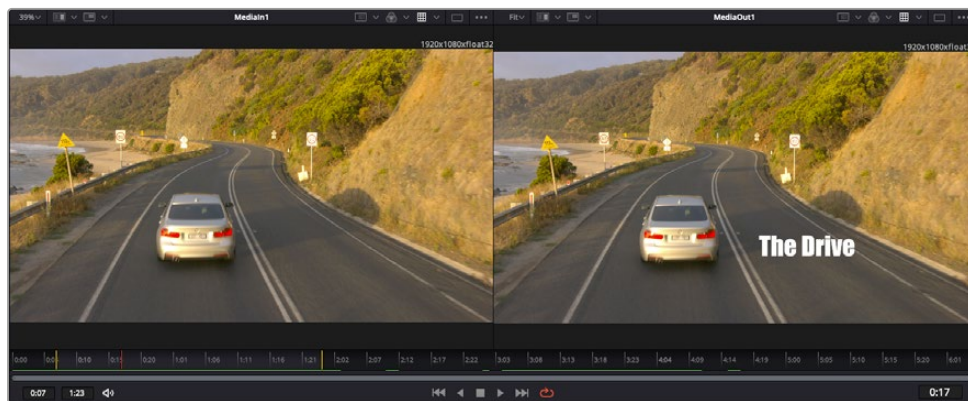 39% MediaIn1
Fit MediaOut1
1920x1080xfloat32
1920x1080xfloat32
The Drive
0:00 0:10 0:15 0:20 1:01 1:06 1:11 1:16 1:21 2:02 2:07 2:12 2:17 2:22 3:03 3:08 3:13 3:18 3:23 4:04 4:09 4:14 4:19 5:00 5:05 5:10 5:15 5:20 6:01
0:07 1:23 0:17